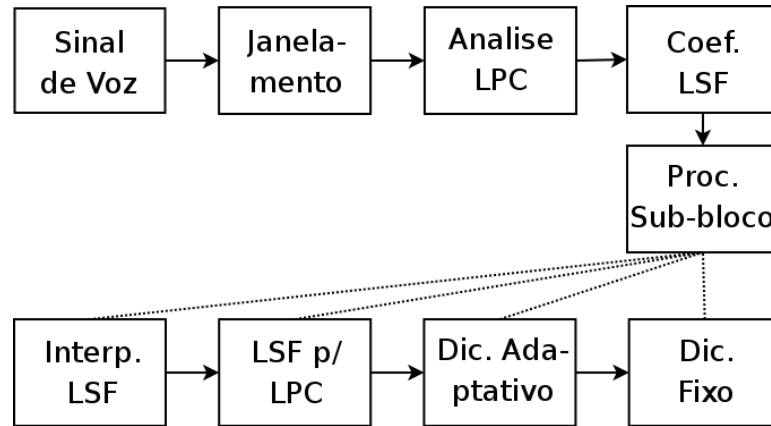 Sinal
de Voz
Janela-
mento
Analise
LPC
Coef.
LSF
Proc.
Sub-bloco
Interp.
LSF
LSF p/
LPC
Dic. Ada-
ptativo
Dic.
Fixo